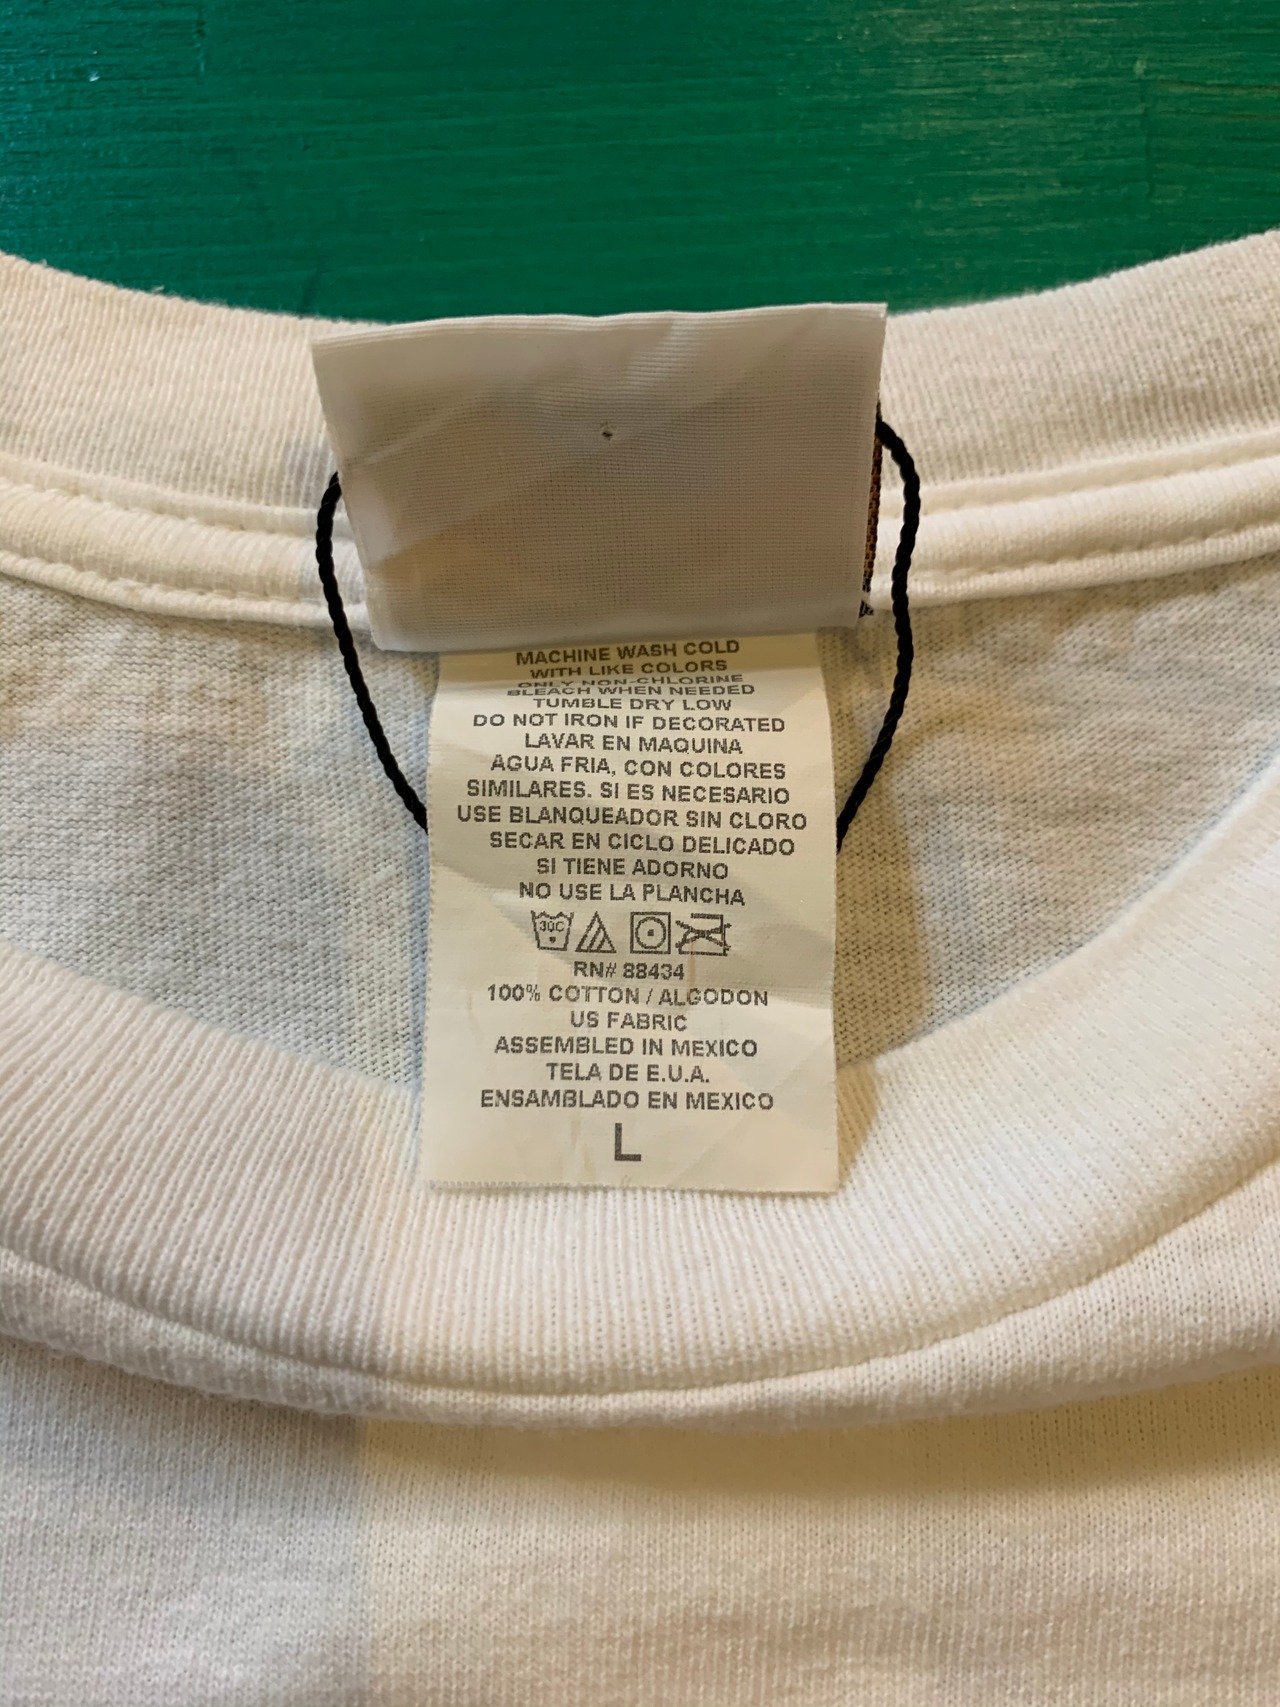 MACHINE WASH COLD
WITH LIKE COLORS
ONLY NON-CHLORINE
BLEACH WHEN NEEDED
TUMBLE DRY LOW
DO NOT IRON IF DECORATED
LAVAR EN MAQUINA
AGUA FRIA, CON COLORES
SIMILARES. SI ES NECESARIO
USE BLANQUEADOR SIN CLORO
SECAR EN CICLO DELICADO
SI TIENE ADORNO
NO USE LA PLANCHA
30C
RN# 88434
100% COTTON / ALGODON
US FABRIC
ASSEMBLED IN MEXICO
TELA DE E.U.A.
ENSAMBLADO EN MEXICO
L